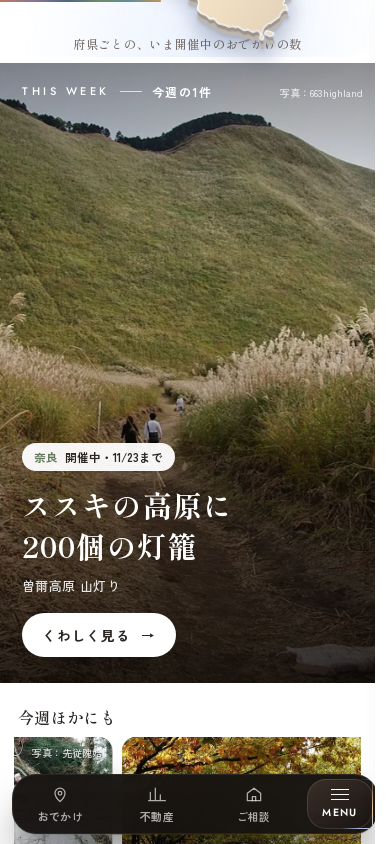 府県ごとの、いま開催中のおでかけの数
THIS WEEK — 今週の1件
写真：663highland
奈良 開催中・11/23まで
ススキの高原に
200個の灯籠
曽爾高原 山灯り
くわしく見る →
今週ほかにも
写真：先従隗始
おでかけ
不動産
ご相談
MENU